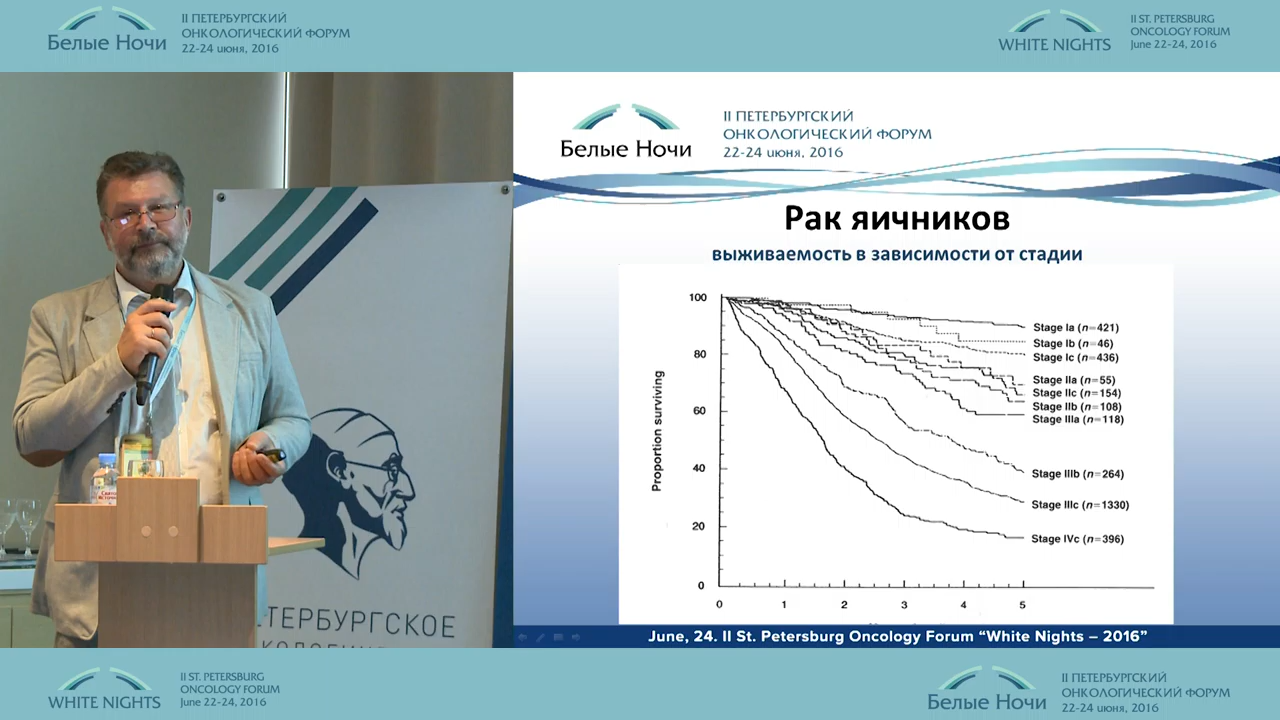 Белые Ночи
II ПЕТЕРБУРГСКИЙ
ОНКОЛОГИЧЕСКИЙ ФОРУМ
22-24 июня, 2016
WHITE NIGHTS
II ST. PETERSBURG
ONCOLOGY FORUM
June 22-24, 2016
Белые Ночи
II ПЕТЕРБУРГСКИЙ
ОНКОЛОГИЧЕСКИЙ ФОРУМ
22-24 июня, 2016
Рак яичников
выживаемость в зависимости от стадии
Proportion surviving
100
80
60
40
20
0
0 1 2 3 4 5
Stage Ia (n=421)
Stage Ib (n=46)
Stage Ic (n=436)
Stage IIa (n=55)
Stage IIc (n=154)
Stage IIb (n=108)
Stage IIIa (n=118)
Stage IIIb (n=264)
Stage IIIc (n=1330)
Stage IVc (n=396)
June, 24. II St. Petersburg Oncology Forum “White Nights – 2016”
ТЕРБУРГСКОЕ
WHITE NIGHTS
II ST. PETERSBURG
ONCOLOGY FORUM
June 22-24, 2016
Белые Ночи
II ПЕТЕРБУРГСКИЙ
ОНКОЛОГИЧЕСКИЙ ФОРУМ
22-24 июня, 2016